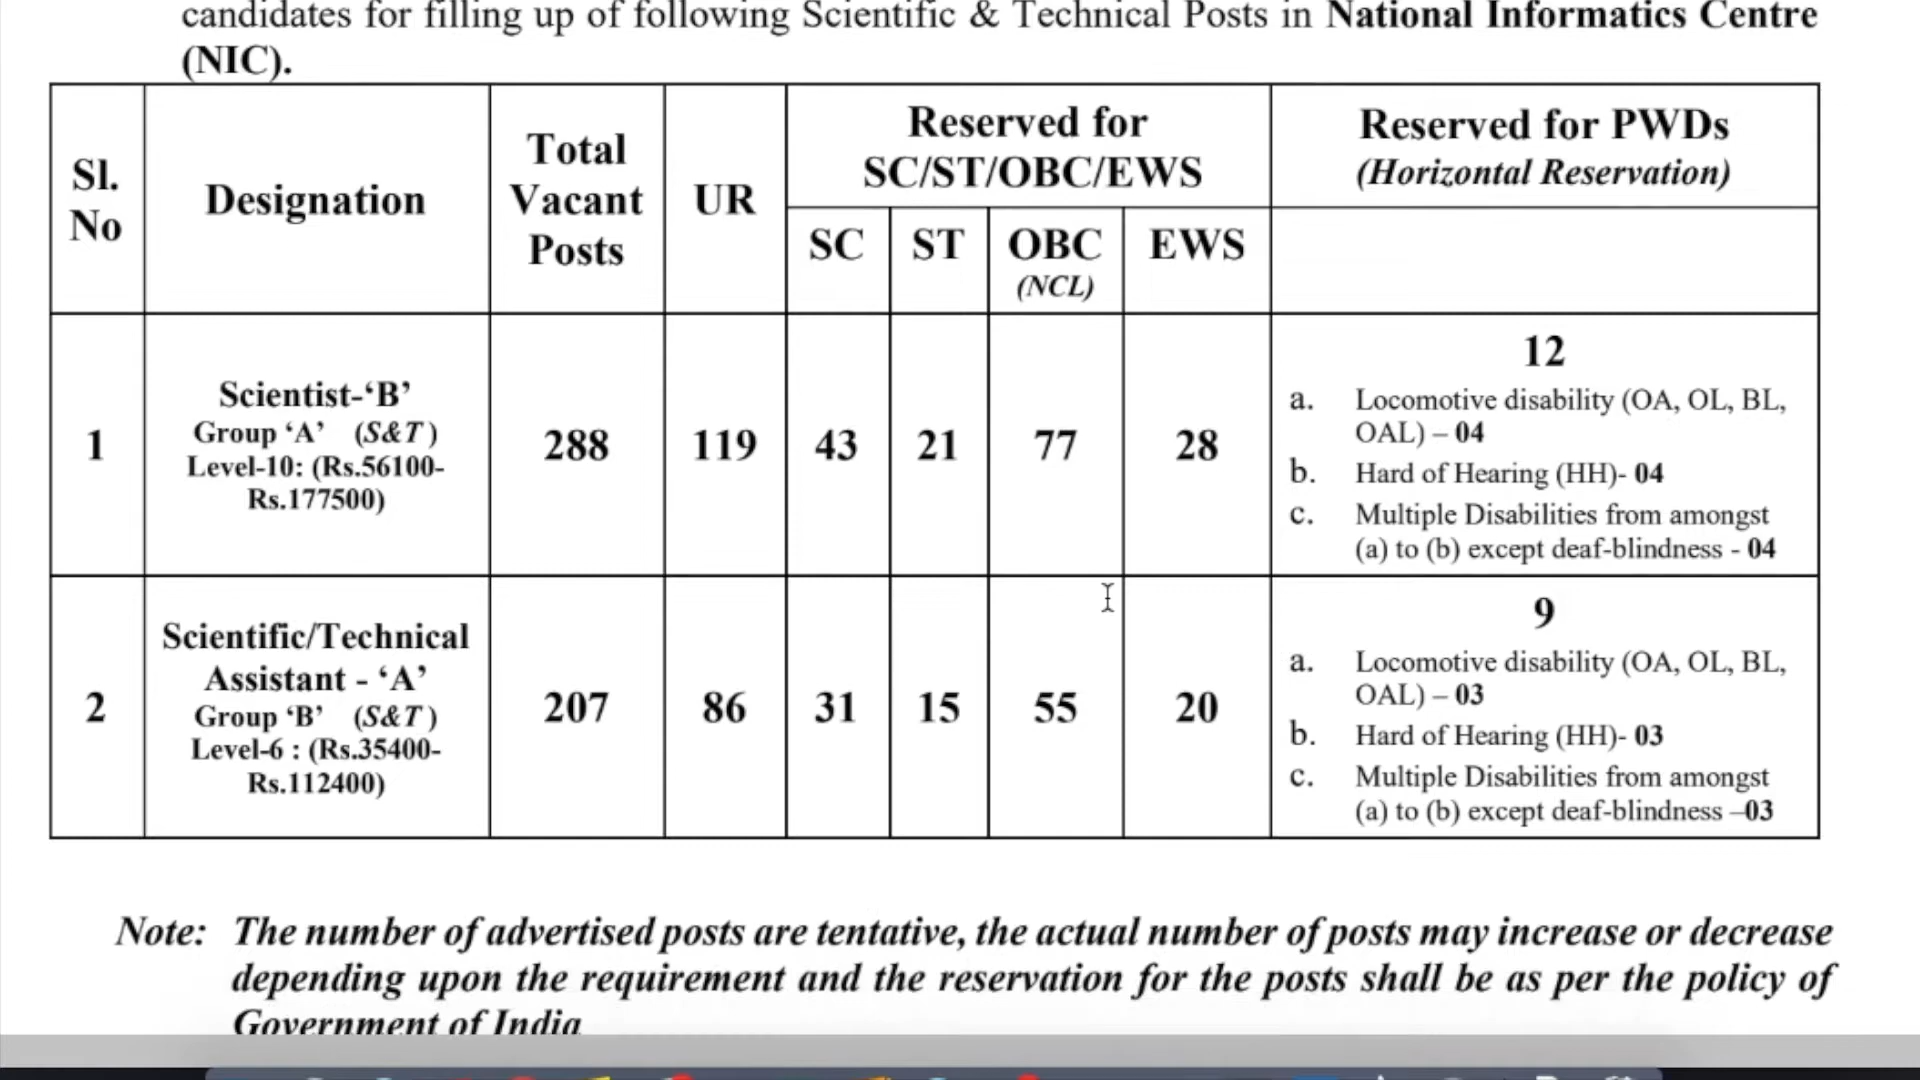 candidates for filling up of following Scientific & Technical Posts in National Informatics Centre
(NIC).
Sl.
No
Designation
Total
Vacant
Posts
UR
Reserved for
SC/ST/OBC/EWS
Reserved for PWDs
(Horizontal Reservation)
SC
ST
OBC
(NCL)
EWS
1
Scientist-‘B’
Group ‘A’ (S&T)
Level-10: (Rs.56100-
Rs.177500)
288
119
43
21
77
28
12
a. Locomotive disability (OA, OL, BL,
OAL) – 04
b. Hard of Hearing (HH)- 04
c. Multiple Disabilities from amongst
(a) to (b) except deaf-blindness - 04
2
Scientific/Technical
Assistant - ‘A’
Group ‘B’ (S&T)
Level-6 : (Rs.35400-
Rs.112400)
207
86
31
15
55
20
9
a. Locomotive disability (OA, OL, BL,
OAL) – 03
b. Hard of Hearing (HH)- 03
c. Multiple Disabilities from amongst
(a) to (b) except deaf-blindness –03
Note: The number of advertised posts are tentative, the actual number of posts may increase or decrease
depending upon the requirement and the reservation for the posts shall be as per the policy of
Government of India